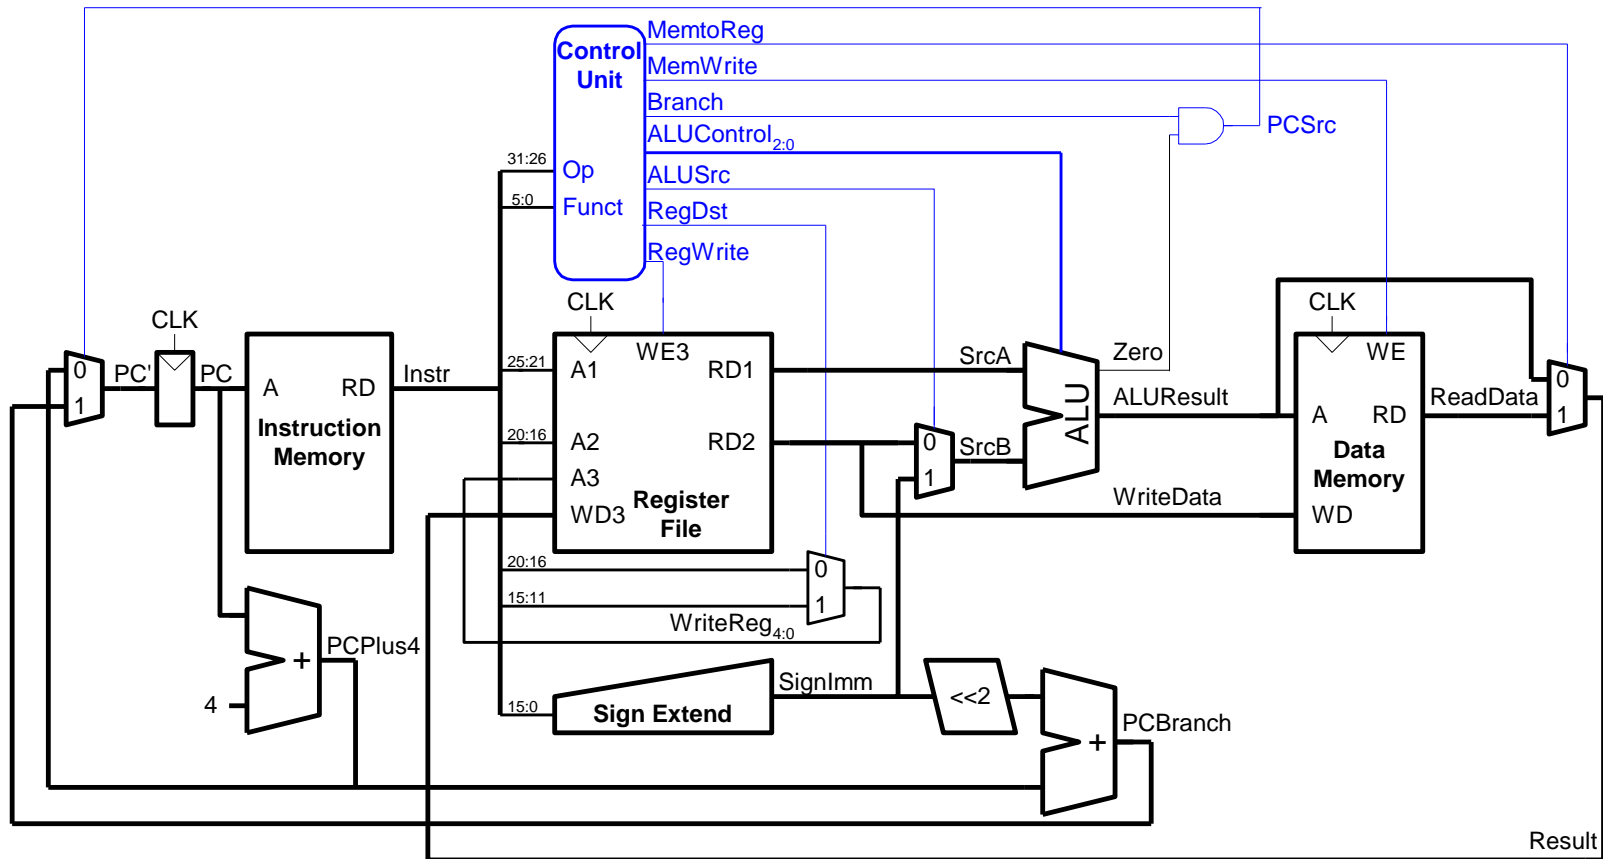 MemtoReg
Control
Unit
MemWrite
Branch
PCSrc
ALUControl2:0
31:26
Op
ALUSrc
5:0
Funct
RegDst
RegWrite
CLK
CLK
CLK
WE3
WE
0
PC'
PC
A
RD
Instr
25:21
A1
RD1
SrcA
Zero
0
1
ALU
ALUResult
A
RD
ReadData
1
Instruction
Memory
20:16
A2
RD2
0
SrcB
Data
Memory
A3
1
Register
File
WD3
WriteData
WD
20:16
0
15:11
1
WriteReg4:0
PCPlus4
+
4
SignImm
<<2
15:0
Sign Extend
PCBranch
+
Result